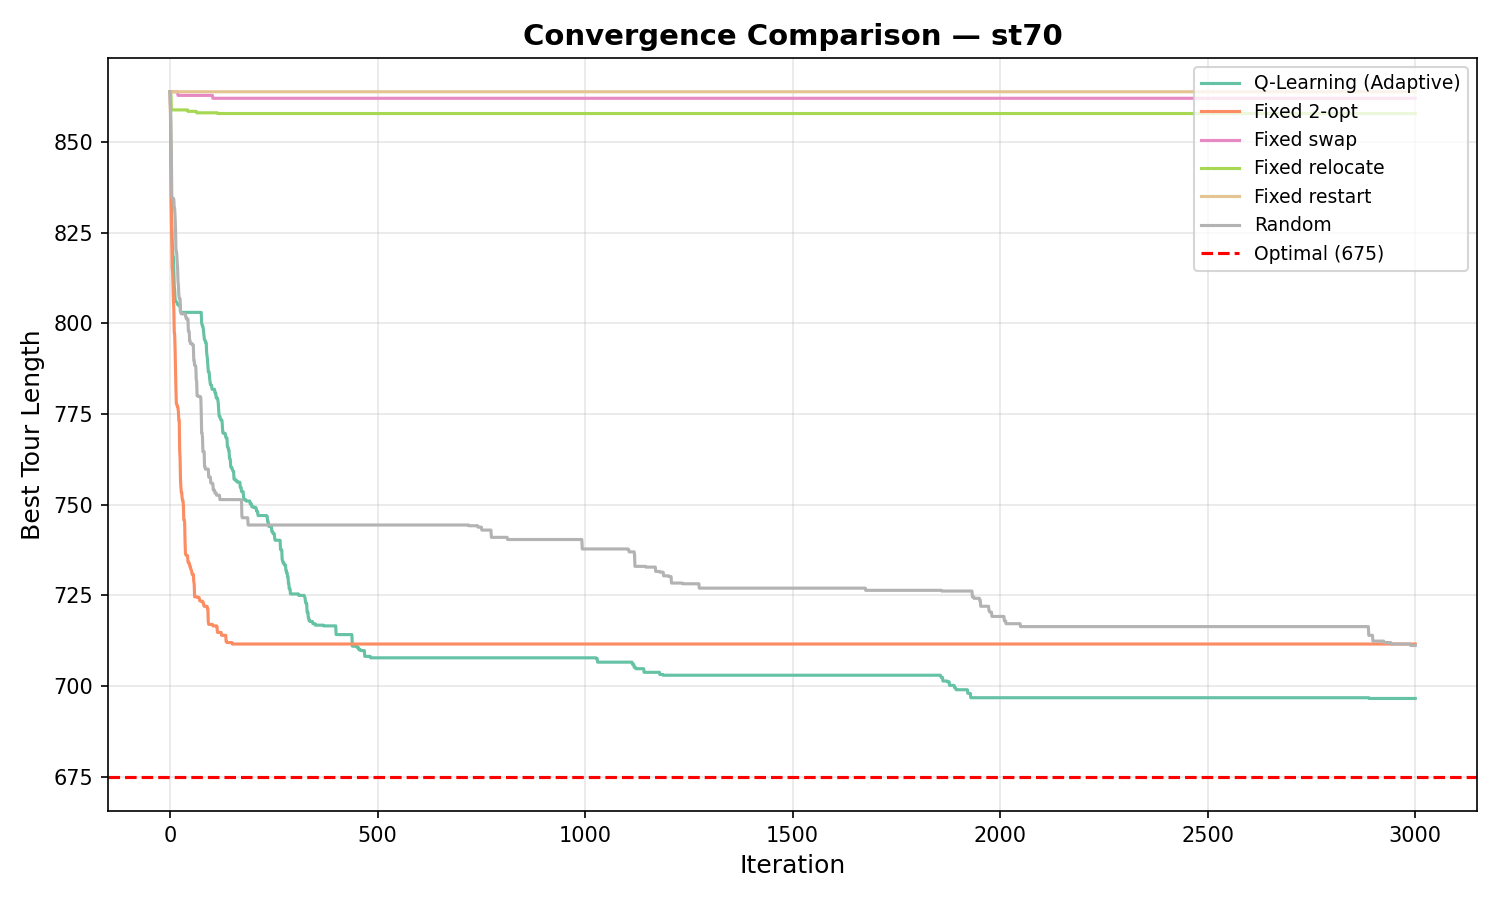 Convergence Comparison — st70
Q-Learning (Adaptive)
Fixed 2-opt
Fixed swap
Fixed relocate
Fixed restart
Random
Optimal (675)
Best Tour Length
850
825
800
775
750
725
700
675
0 500 1000 1500 2000 2500 3000
Iteration